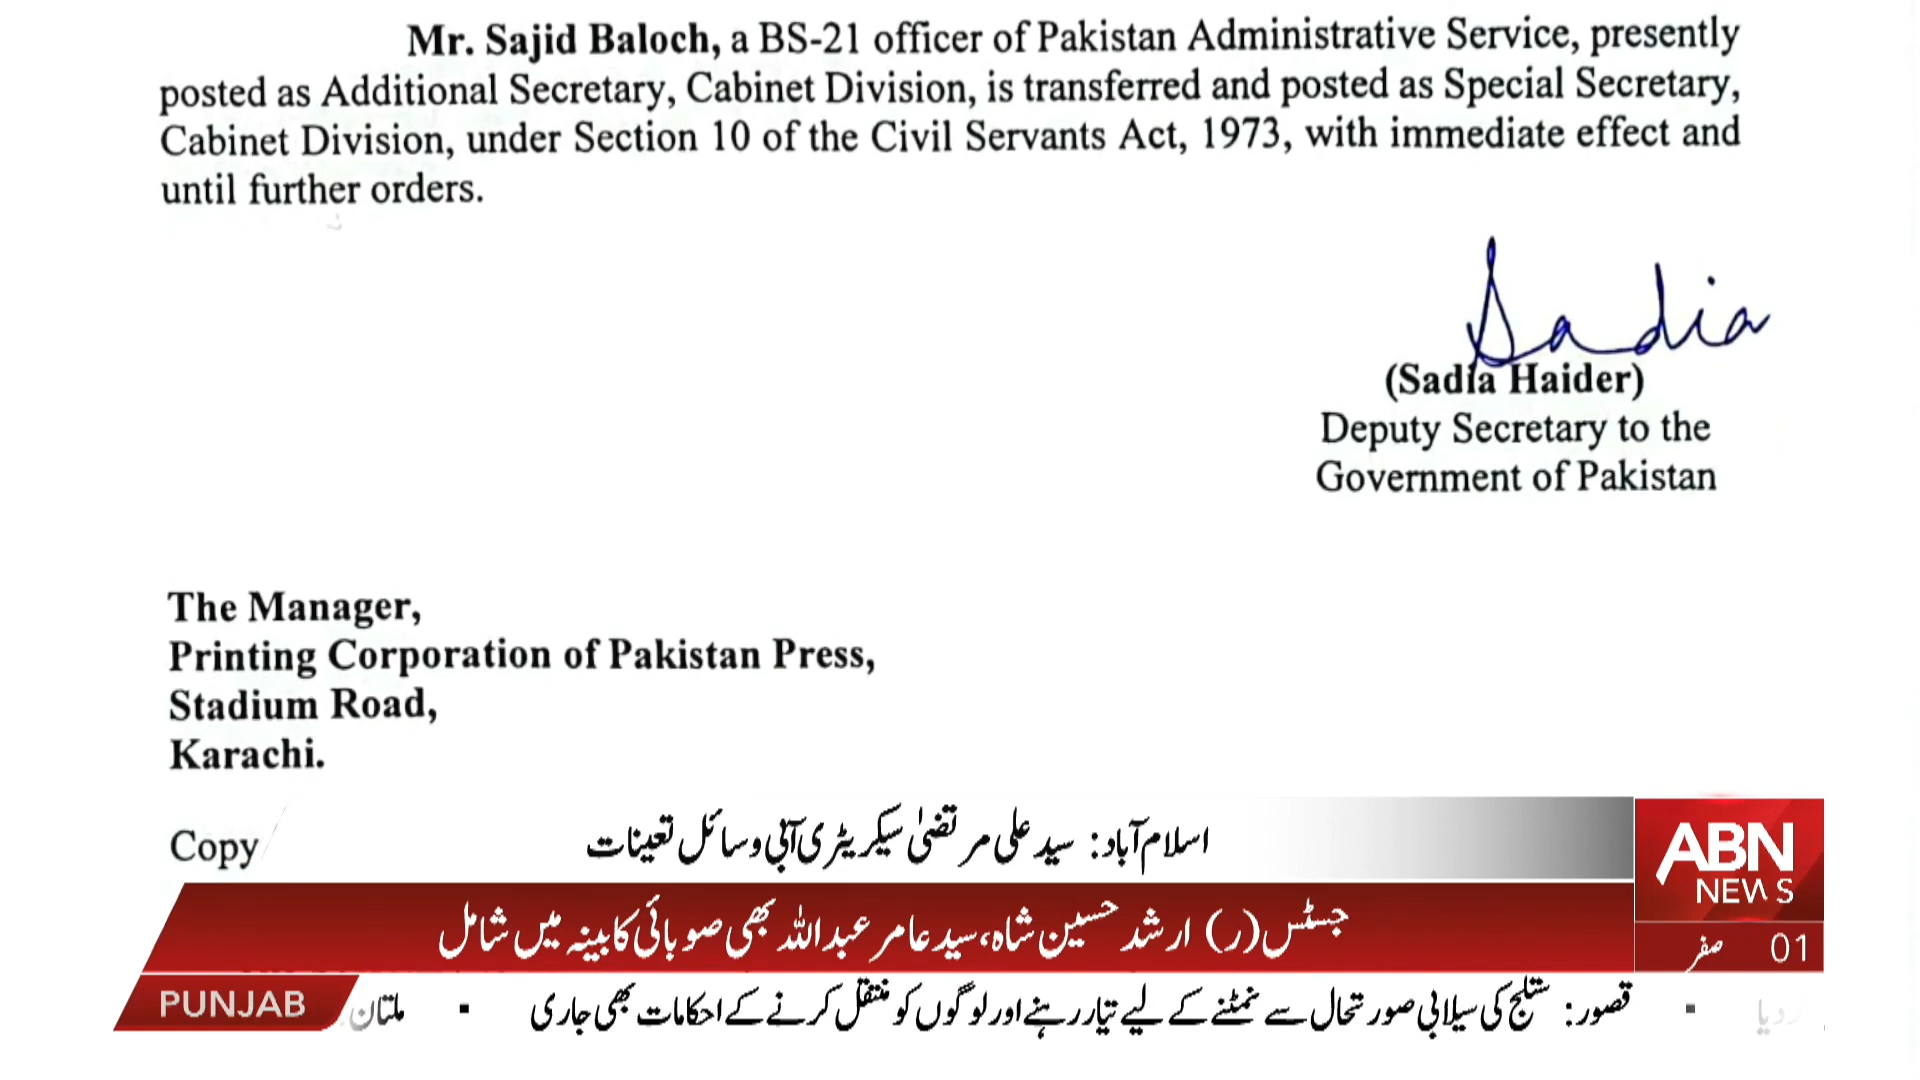 Mr. Sajid Baloch, a BS-21 officer of Pakistan Administrative Service, presently
posted as Additional Secretary, Cabinet Division, is transferred and posted as Special Secretary,
Cabinet Division, under Section 10 of the Civil Servants Act, 1973, with immediate effect and
until further orders.
Sadia
(Sadia Haider)
Deputy Secretary to the
Government of Pakistan
The Manager,
Printing Corporation of Pakistan Press,
Stadium Road,
Karachi.
Copy
اسلام آباد: سید علی مرتضیٰ سیکریٹری آبی وسائل تعینات
ABN
NEWS
جسٹس (ر) ارشد حسین شاہ، سید عامر عبداللہ بھی صوبائی کابینہ میں شامل
01 صفر
PUNJAB
قصور: ستلج کی سیلابی صورتحال سے نمٹنے کے لیے تیار رہنے اور لوگوں کو منتقل کرنے کے احکامات بھی جاری ▪ ملتان